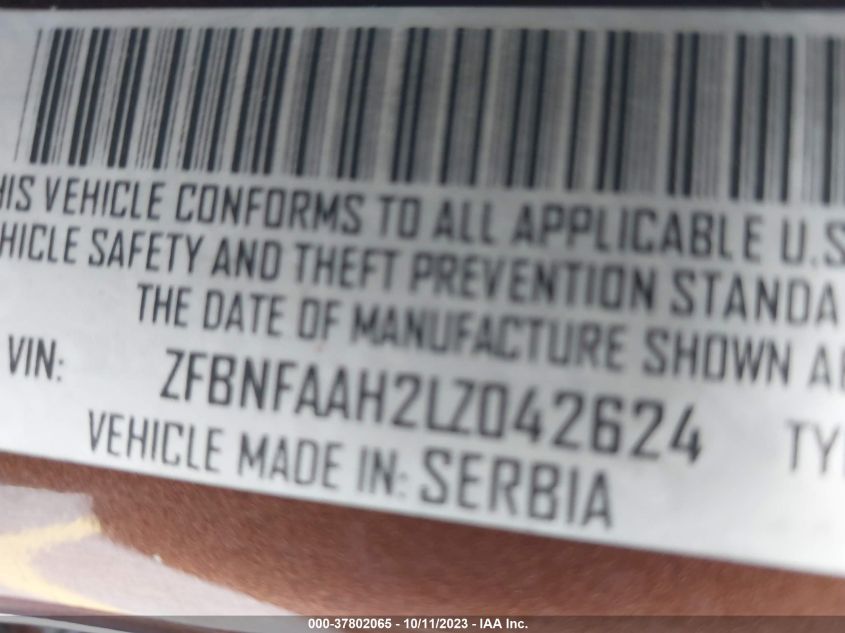 HIS VEHICLE CONFORMS TO ALL APPLICABLE U.S
HICLE SAFETY AND THEFT PREVENTION STANDA
THE DATE OF MANUFACTURE SHOWN A
VIN: ZFBNFAAH2LZ042624 TY
VEHICLE MADE IN: SERBIA
000-37802065 - 10/11/2023 - IAA Inc.